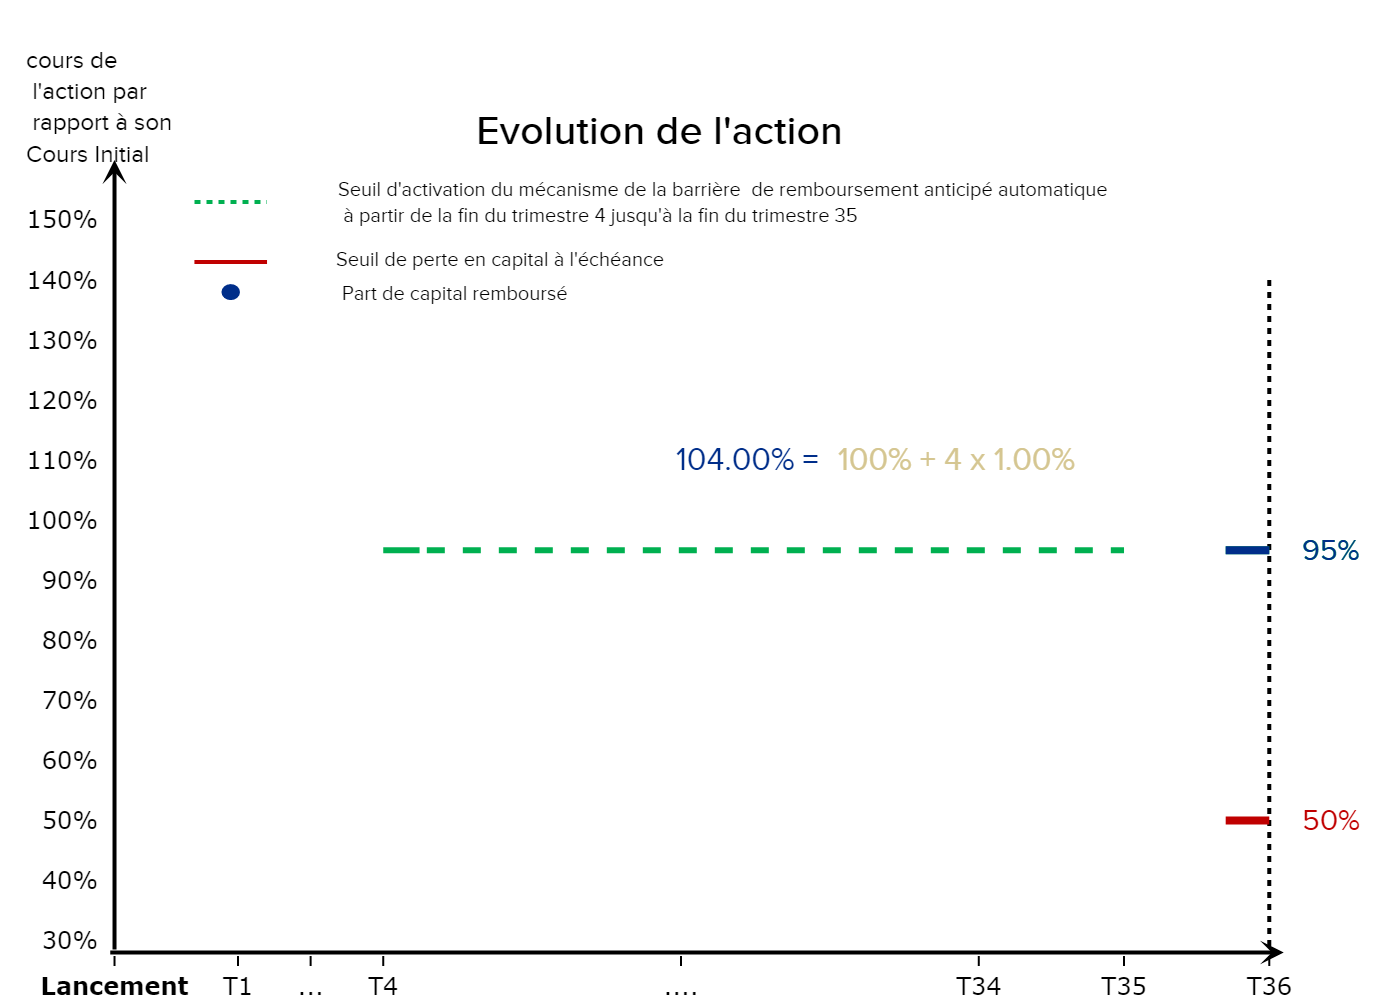 cours de
l'action par
rapport à son
Cours Initial
Evolution de l'action
Seuil d'activation du mécanisme de la barrière  de remboursement anticipé automatique
à partir de la fin du trimestre 4 jusqu'à la fin du trimestre 35
Seuil de perte en capital à l'échéance
Part de capital remboursé
150%
140%
130%
120%
110%
104.00% = 100% + 4 x 1.00%
100%
95%
90%
80%
70%
60%
50%
50%
40%
30%
Lancement T1 ... T4 .... T34 T35 T36